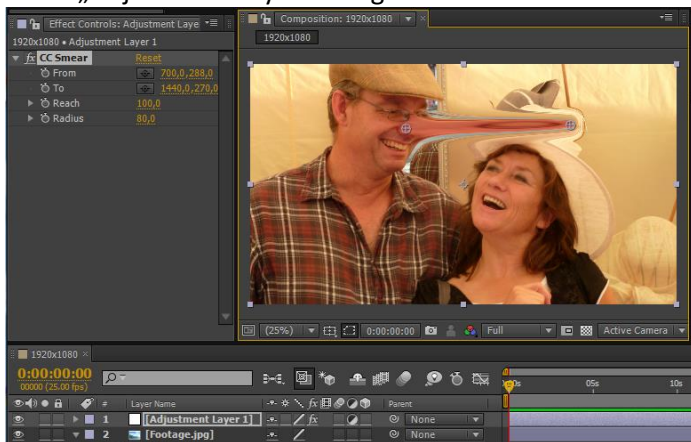 Effect Controls: Adjustment Laye
1920x1080 • Adjustment Layer 1
fx CC Smear Reset
From 700,0,288,0
To 1440,0,270,0
Reach 100,0
Radius 80,0
Composition: 1920x1080
1920x1080
(25%) 0:00:00:00 Full Active Camera
1920x1080
0:00:00:00
00000 (25.00 fps)
05s 10s
# Layer Name Parent
1 [Adjustment Layer 1] None
2 [Footage.jpg] None